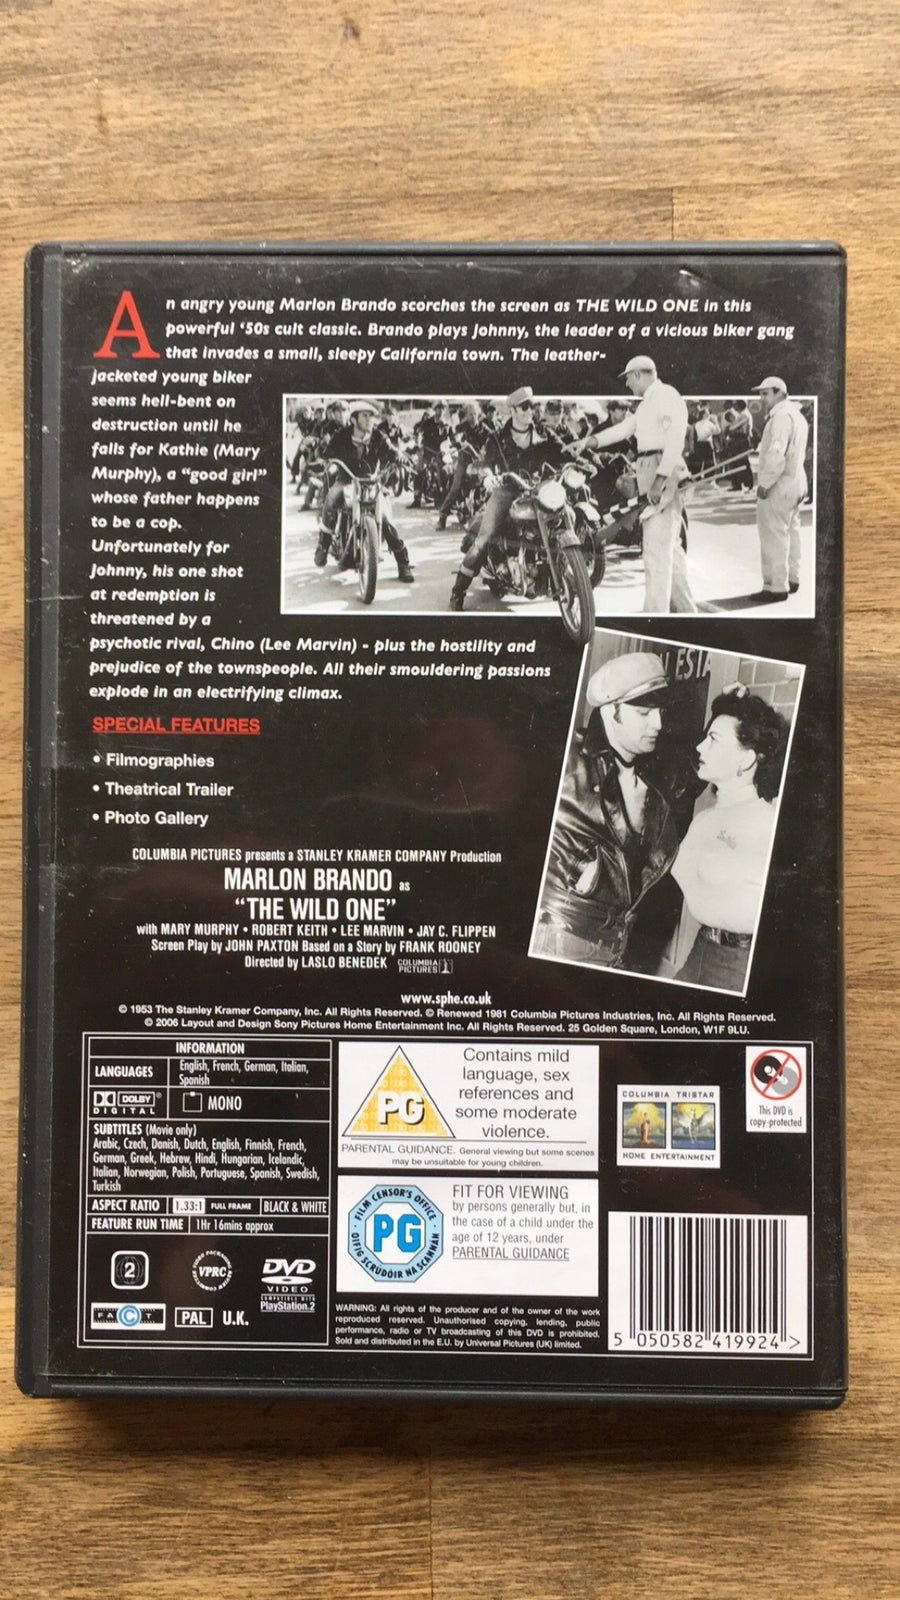 An angry young Marlon Brando scorches the screen as THE WILD ONE in this
powerful ‘50s cult classic. Brando plays Johnny, the leader of a vicious biker gang
that invades a small, sleepy California town. The leather-
jacketed young biker
seems hell-bent on
destruction until he
falls for Kathie (Mary
Murphy), a “good girl”
whose father happens
to be a cop.
Unfortunately for
Johnny, his one shot
at redemption is
threatened by a
psychotic rival, Chino (Lee Marvin) - plus the hostility and
prejudice of the townspeople. All their smouldering passions
explode in an electrifying climax.
ESTA
SPECIAL FEATURES
• Filmographies
• Theatrical Trailer
• Photo Gallery
COLUMBIA PICTURES presents a STANLEY KRAMER COMPANY Production
MARLON BRANDO as
“THE WILD ONE”
with MARY MURPHY • ROBERT KEITH • LEE MARVIN • JAY C. FLIPPEN
Screen Play by JOHN PAXTON Based on a Story by FRANK ROONEY
Directed by LASLO BENEDEK COLUMBIA PICTURES
www.sphe.co.uk
© 1953 The Stanley Kramer Company, Inc. All Rights Reserved. © Renewed 1981 Columbia Pictures Industries, Inc. All Rights Reserved.
© 2006 Layout and Design Sony Pictures Home Entertainment Inc. All Rights Reserved. 25 Golden Square, London, W1F 9LU.
INFORMATION
LANGUAGES English, French, German, Italian,
Spanish
DOLBY DIGITAL MONO
SUBTITLES (Movie only)
Arabic, Czech, Danish, Dutch, English, Finnish, French,
German, Greek, Hebrew, Hindi, Hungarian, Icelandic,
Italian, Norwegian, Polish, Portuguese, Spanish, Swedish,
Turkish
ASPECT RATIO 1.33:1 FULL FRAME BLACK & WHITE
FEATURE RUN TIME 1Hr 16mins approx
2
VIDEO PACKAGING REVIEW COMMITTEE
VPRC
DVD
VIDEO
COMPATIBLE WITH
PlayStation.2
FACT
PAL U.K.
PG
Contains mild
language, sex
references and
some moderate
violence.
PARENTAL GUIDANCE. General viewing but some scenes
may be unsuitable for young children.
FILM CENSOR'S OFFICE
PG
OIFIG SCRÚDÓIR NA SCANNÁN
FIT FOR VIEWING
by persons generally but, in
the case of a child under the
age of 12 years, under
PARENTAL GUIDANCE
WARNING: All rights of the producer and of the owner of the work
reproduced reserved. Unauthorised copying, lending, public
performance, radio or TV broadcasting of this DVD is prohibited.
Sold and distributed in the E.U. by Universal Pictures (UK) limited.
COLUMBIA TRISTAR
HOME ENTERTAINMENT
This DVD is
copy-protected
5 050582 419924 >